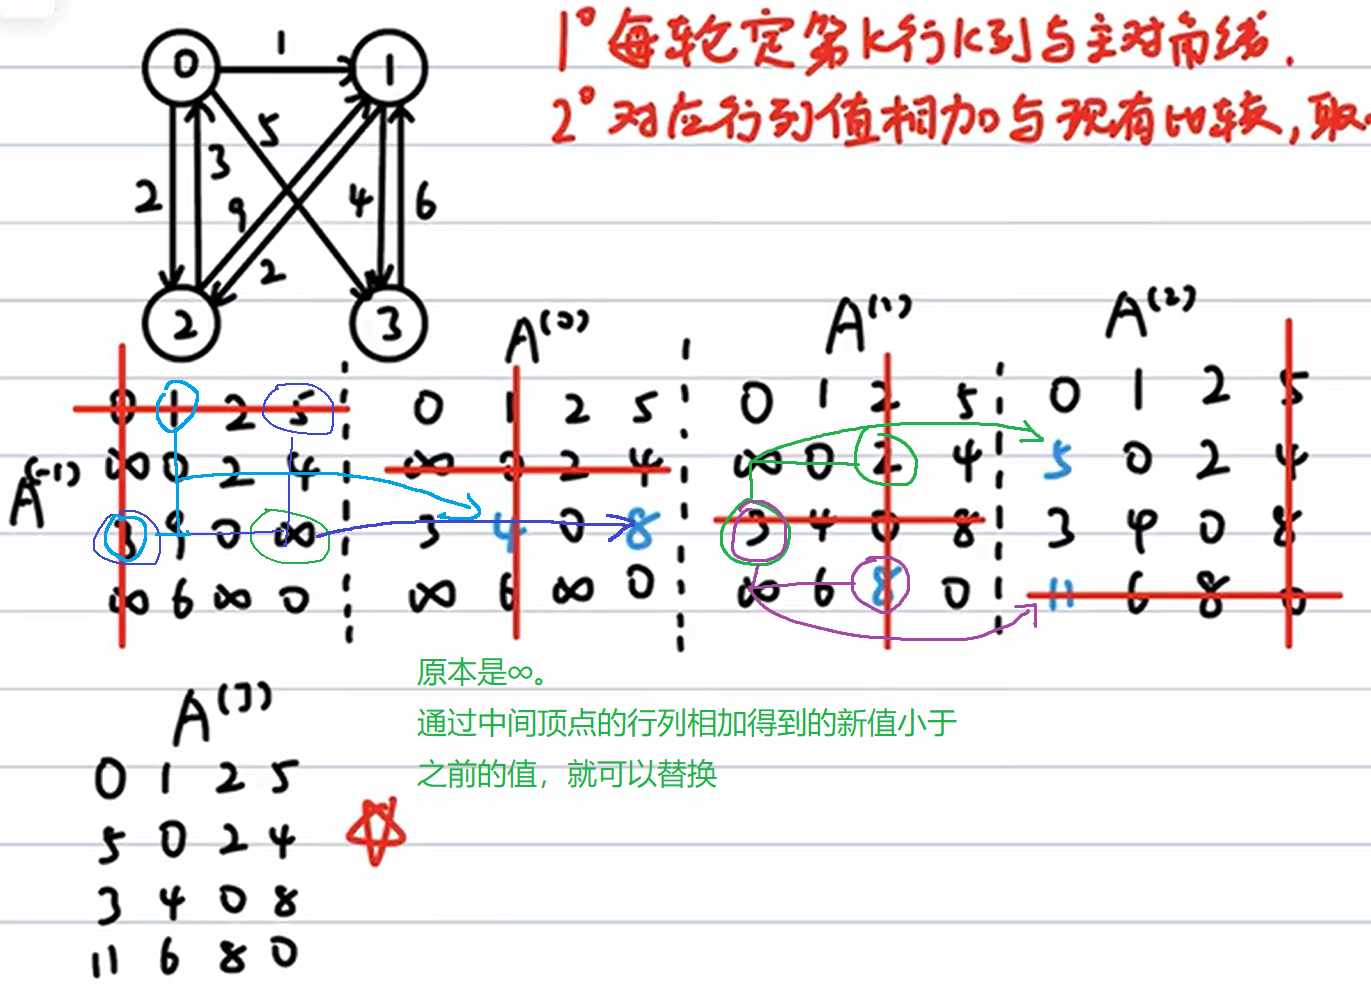 1° 每轮定第K行K列与主对角线.
2° 对应行列值相加与现有比较,取
0 1
1
5
2 3 9 4 6
2
2 3
A^(-1)
0 1 2 5
∞ 0 2 4
3 9 0 ∞
∞ 6 ∞ 0
A^(0)
0 1 2 5
∞ 0 2 4
3 4 0 8
∞ 6 ∞ 0
A^(1)
0 1 2 5
∞ 0 2 4
3 4 0 8
∞ 6 8 0
A^(2)
0 1 2 5
5 0 2 4
3 4 0 8
11 6 8 0
原本是∞。
通过中间顶点的行列相加得到的新值小于
之前的值，就可以替换
A^(3)
0 1 2 5
5 0 2 4
3 4 0 8
11 6 8 0